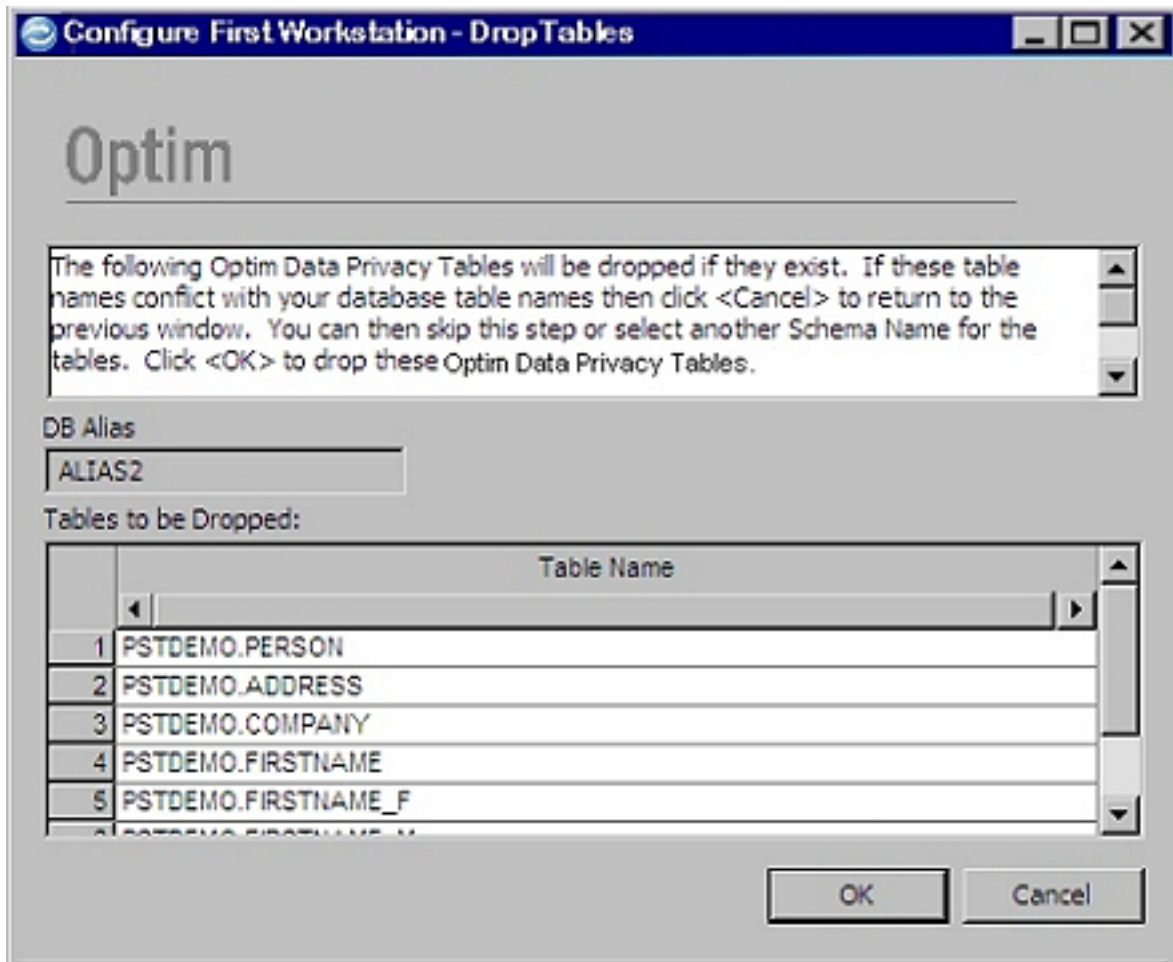 Configure First Workstation - DropTables
Optim
The following Optim Data Privacy Tables will be dropped if they exist. If these table
names conflict with your database table names then click <Cancel> to return to the
previous window. You can then skip this step or select another Schema Name for the
tables. Click <OK> to drop these Optim Data Privacy Tables.
DB Alias
ALIAS2
Tables to be Dropped:
Table Name
1 PSTDEMO.PERSON
2 PSTDEMO.ADDRESS
3 PSTDEMO.COMPANY
4 PSTDEMO.FIRSTNAME
5 PSTDEMO.FIRSTNAME_F
OK Cancel